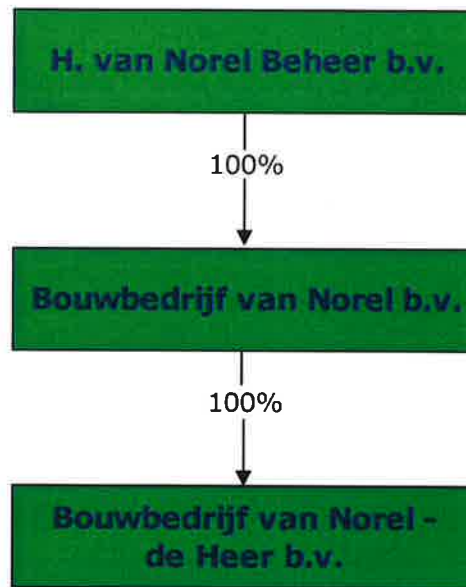 H. van Norel Beheer b.v.
100%
Bouwbedrijf van Norel b.v.
100%
Bouwbedrijf van Norel -
de Heer b.v.